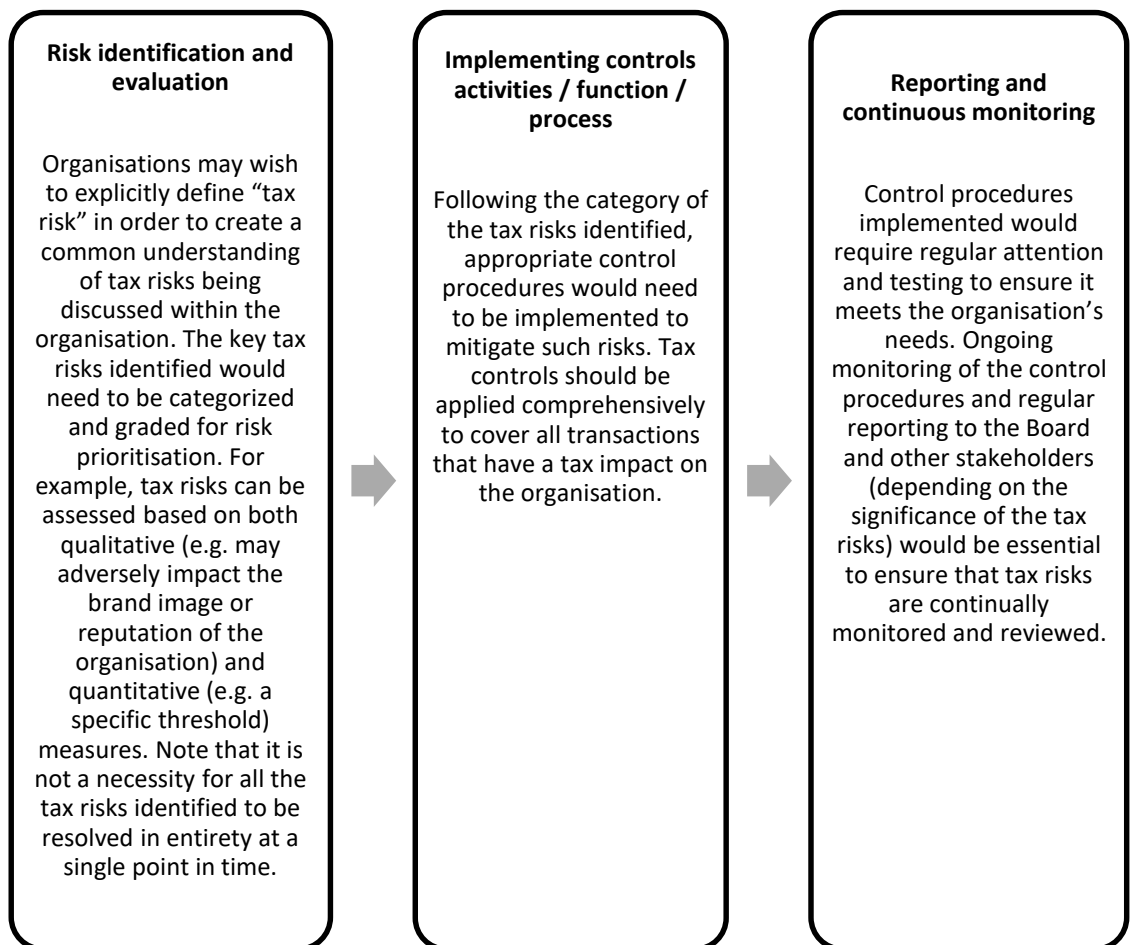 Risk identification and
evaluation
Organisations may wish
to explicitly define “tax
risk” in order to create a
common understanding
of tax risks being
discussed within the
organisation. The key tax
risks identified would
need to be categorized
and graded for risk
prioritisation. For
example, tax risks can be
assessed based on both
qualitative (e.g. may
adversely impact the
brand image or
reputation of the
organisation) and
quantitative (e.g. a
specific threshold)
measures. Note that it is
not a necessity for all the
tax risks identified to be
resolved in entirety at a
single point in time.
Implementing controls
activities / function /
process
Following the category of
the tax risks identified,
appropriate control
procedures would need
to be implemented to
mitigate such risks. Tax
controls should be
applied comprehensively
to cover all transactions
that have a tax impact on
the organisation.
Reporting and
continuous monitoring
Control procedures
implemented would
require regular attention
and testing to ensure it
meets the organisation’s
needs. Ongoing
monitoring of the control
procedures and regular
reporting to the Board
and other stakeholders
(depending on the
significance of the tax
risks) would be essential
to ensure that tax risks
are continually
monitored and reviewed.